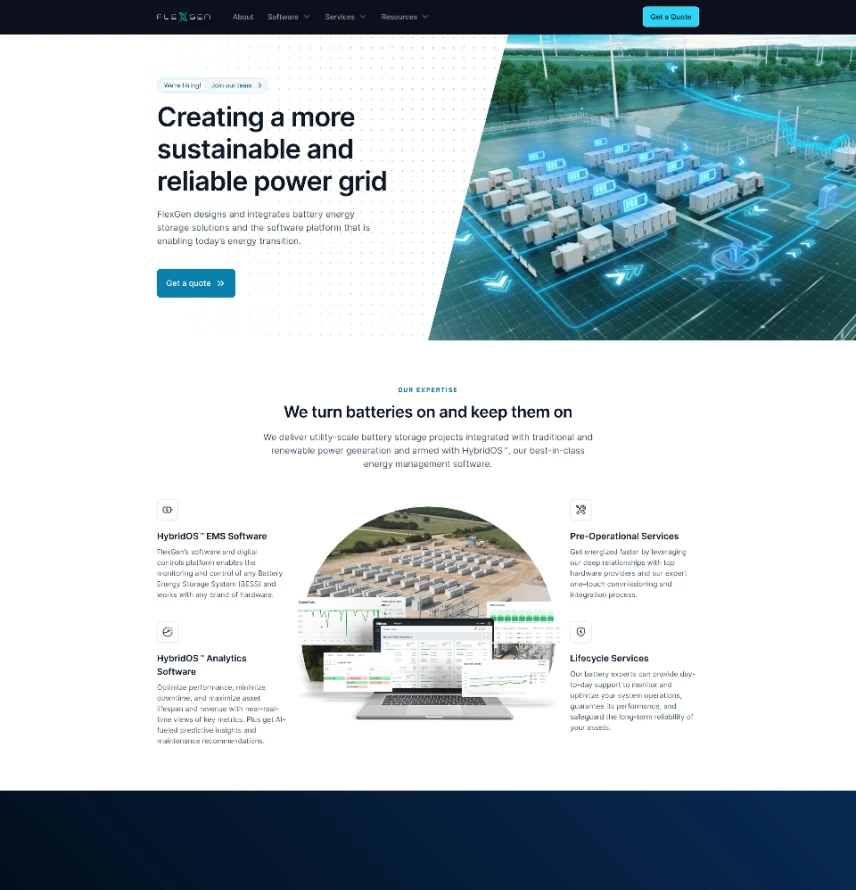 FLEXGEN
About
Software
Services
Resources
Get a Quote
We're hiring! Join our team
Creating a more
sustainable and
reliable power grid
FlexGen designs and integrates battery energy
storage solutions and the software platform that is
enabling today's energy transition.
Get a quote
OUR EXPERTISE
We turn batteries on and keep them on
We deliver utility-scale battery storage projects integrated with traditional and
renewable power generation and armed with HybridOS™, our best-in-class
energy management software.
HybridOS™ EMS Software
FlexGen's software and digital
controls platform enables the
monitoring and control of any Battery
Energy Storage System (BESS) and
works with any brand of hardware.
HybridOS™ Analytics
Software
Optimize performance, minimize
downtime, and maximize asset
lifespan and revenue with near-real-
time views of key metrics. Plus get AI-
fueled predictive insights and
maintenance recommendations.
Pre-Operational Services
Get energized faster by leveraging
our deep relationships with top
hardware providers and our expert
one-touch commissioning and
integration process.
Lifecycle Services
Our battery experts can provide day-
to-day support to monitor and
optimize your system operations,
guarantee its performance, and
safeguard the long-term reliability of
your assets.